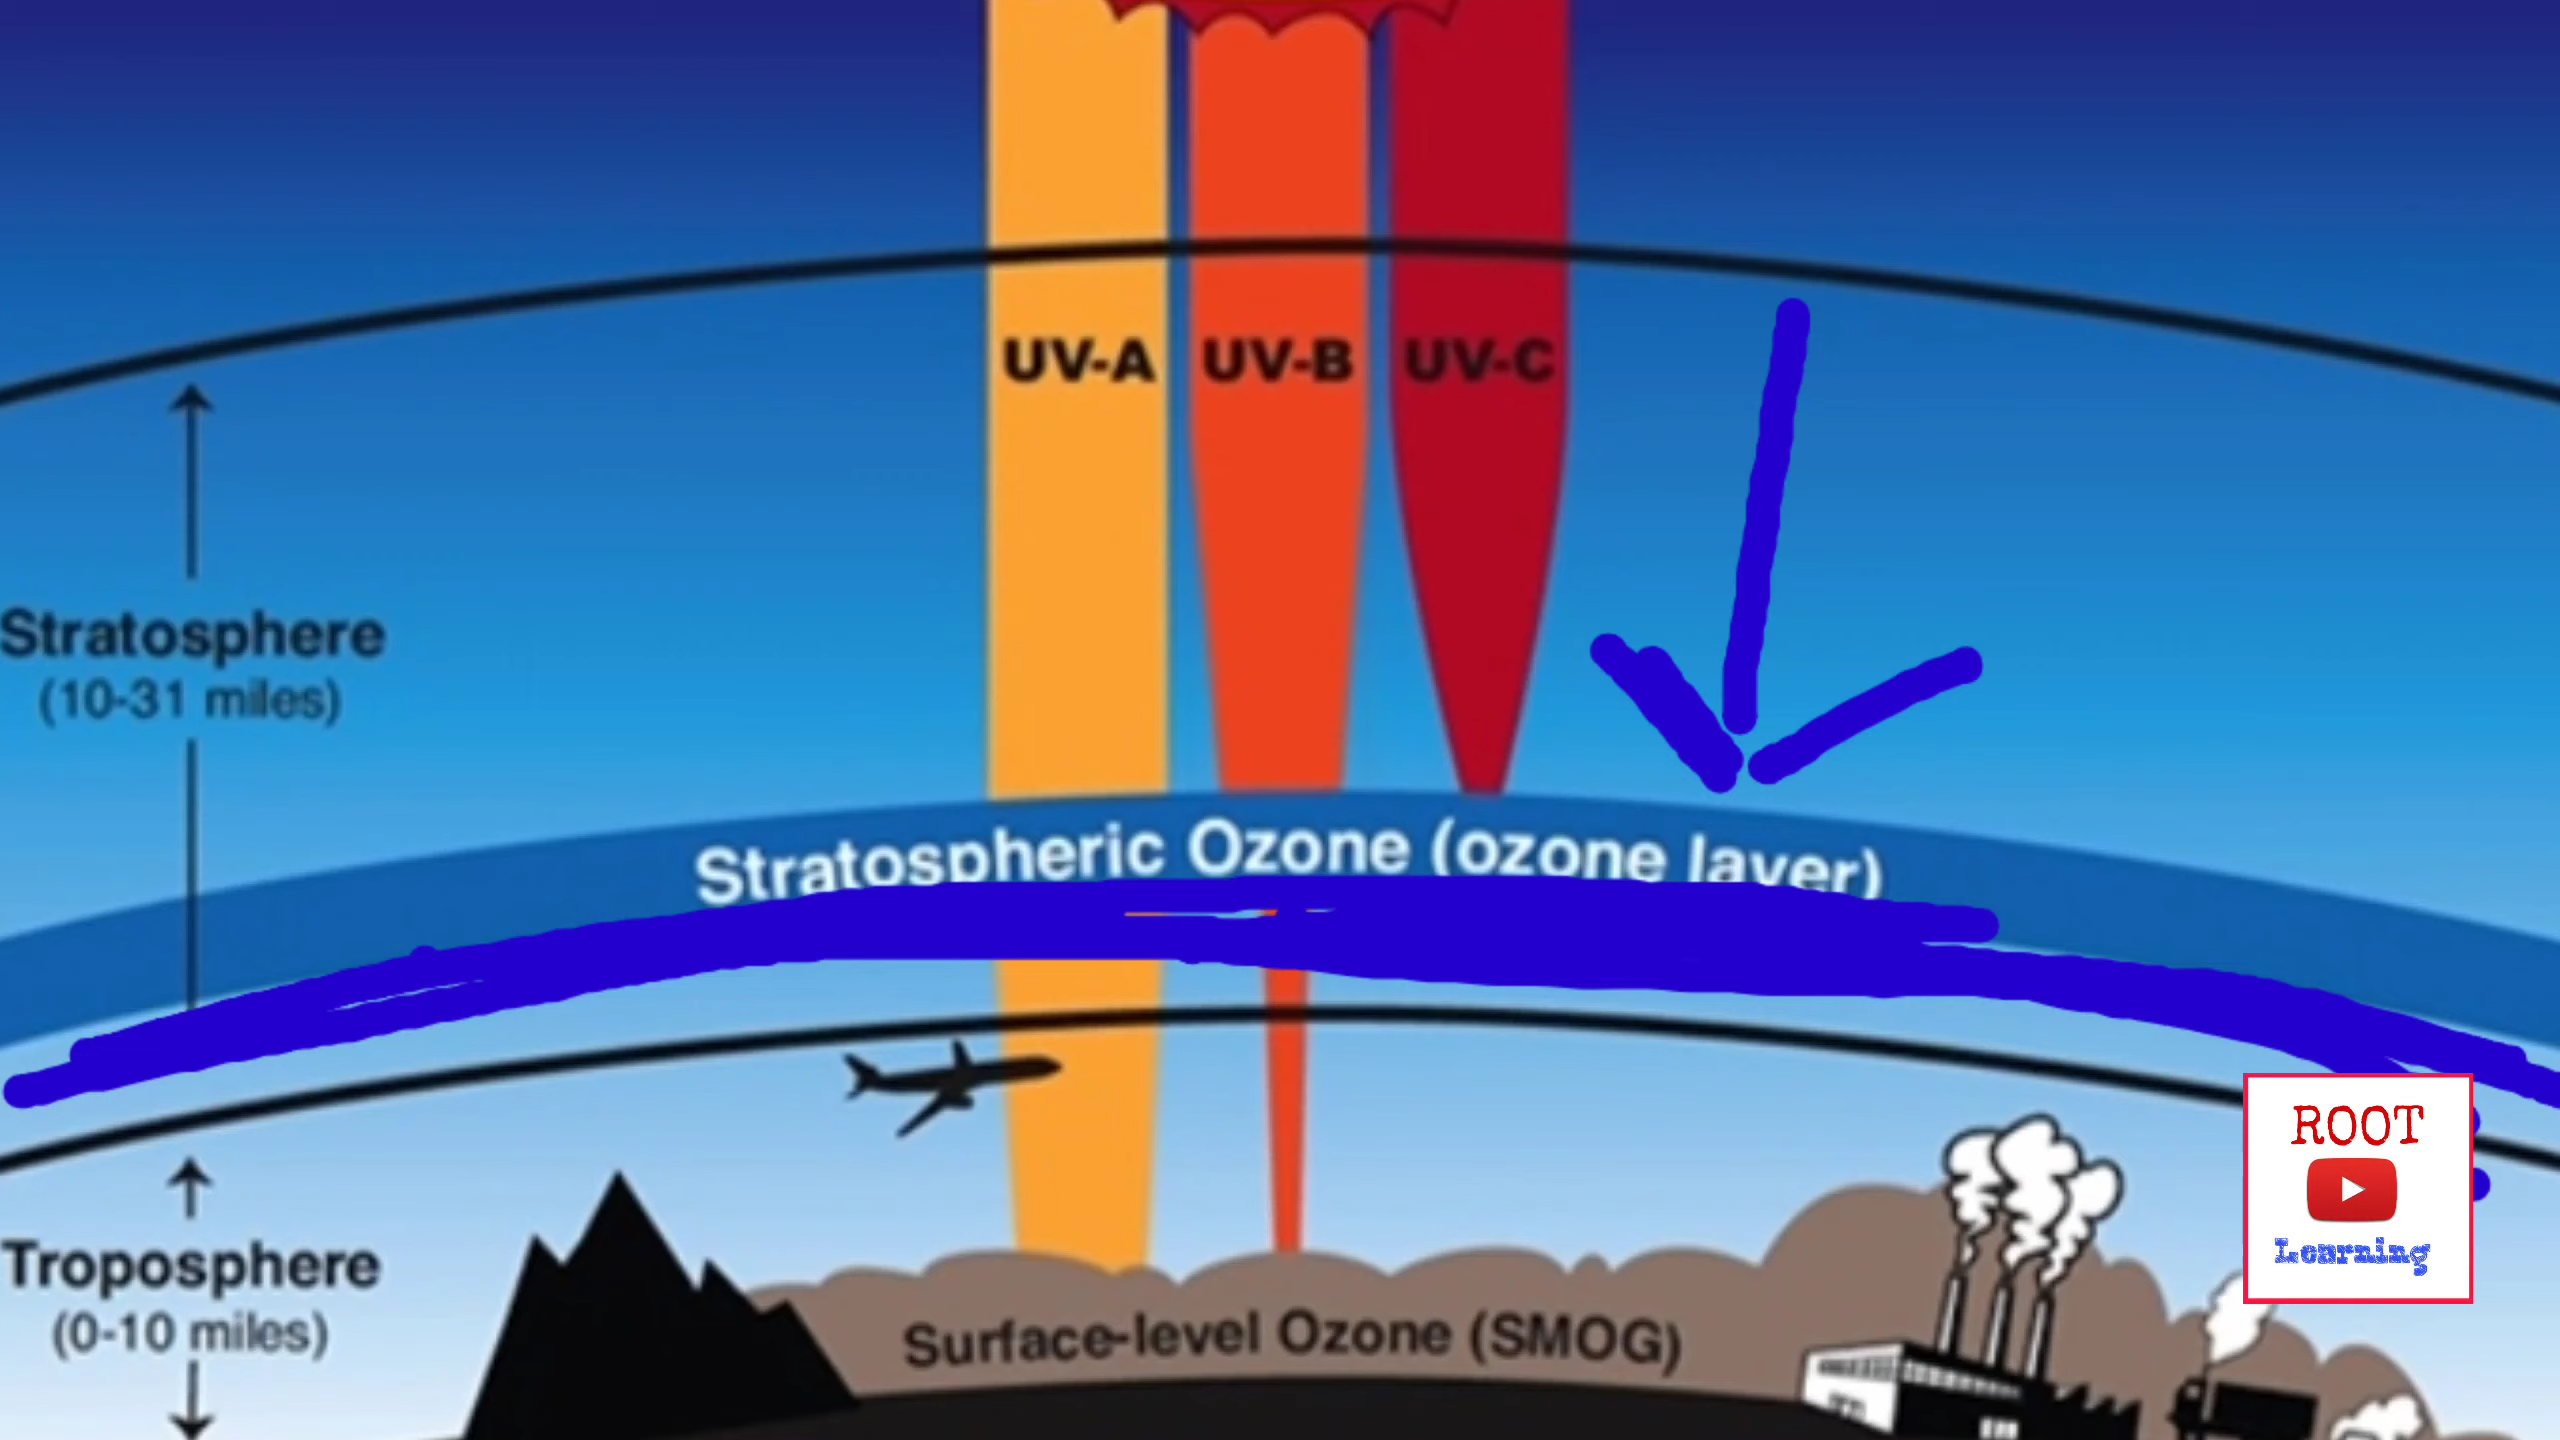 UV-A UV-B UV-C
Stratosphere
(10-31 miles)
Stratospheric Ozone (ozone layer)
ROOT
Learning
Troposphere
(0-10 miles)
Surface-level Ozone (SMOG)